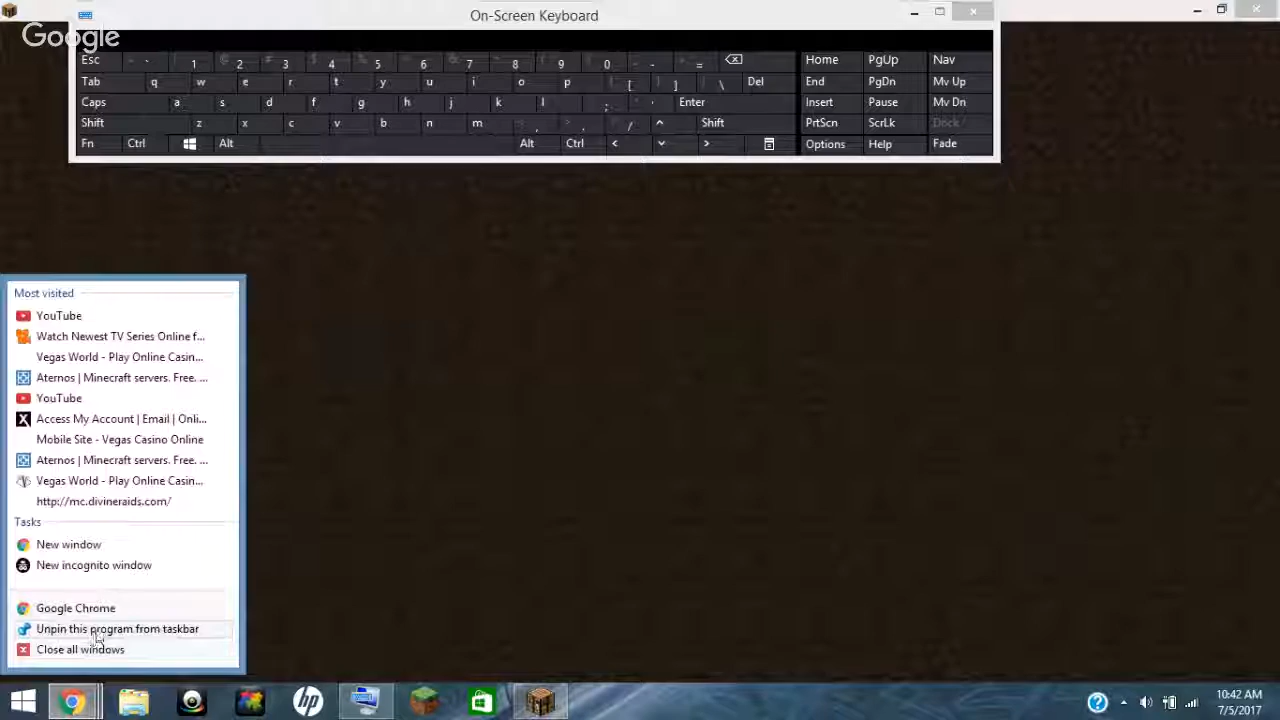 On-Screen Keyboard
Google
Esc ` 1 2 3 4 5 6 7 8 9 0 - = Home PgUp Nav
Tab q w e r t y u i o p [ ] \ Del End PgDn Mv Up
Caps a s d f g h j k l ; ' Enter Insert Pause Mv Dn
Shift z x c v b n m , . / ^ Shift PrtScn ScrLk Dock
Fn Ctrl Alt Alt Ctrl < ⌄ > Options Help Fade
Most visited
YouTube
Watch Newest TV Series Online f...
Vegas World - Play Online Casin...
Aternos | Minecraft servers. Free. ...
YouTube
Access My Account | Email | Onli...
Mobile Site - Vegas Casino Online
Aternos | Minecraft servers. Free. ...
Vegas World - Play Online Casin...
http://mc.divineraids.com/
Tasks
New window
New incognito window
Google Chrome
Unpin this program from taskbar
Close all windows
hp
?
10:42 AM
7/5/2017